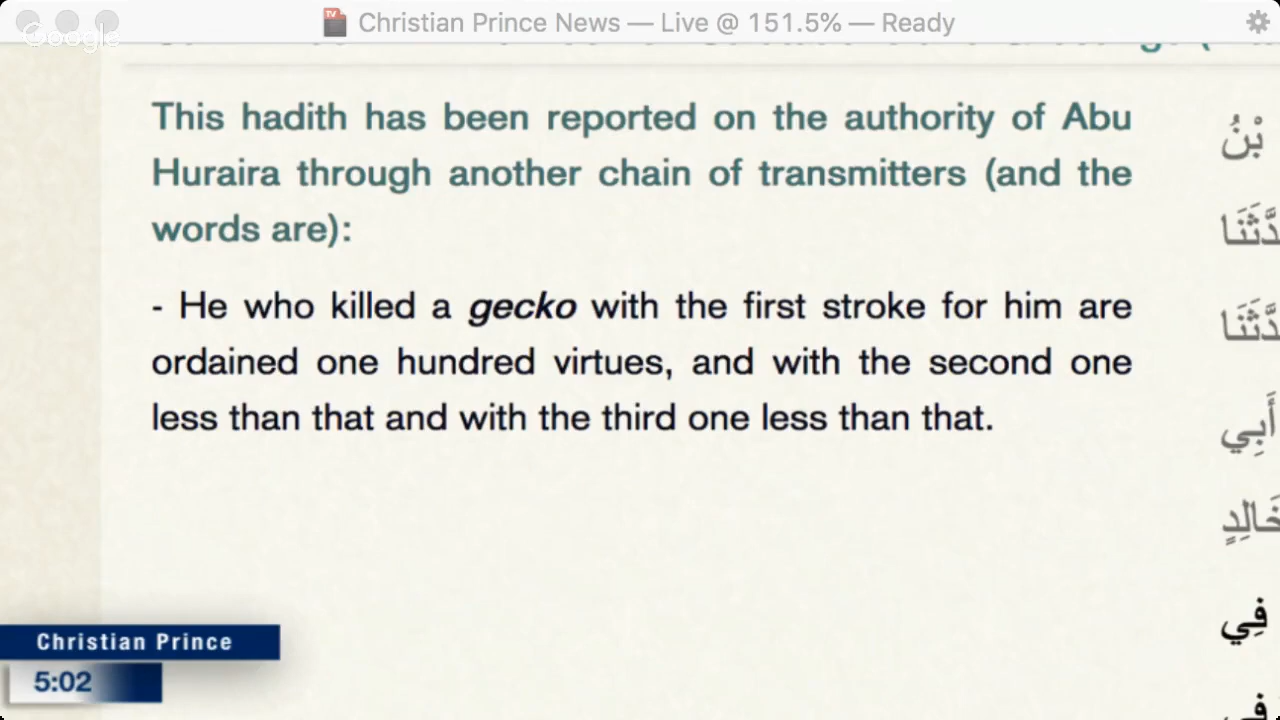 Christian Prince News — Live @ 151.5% — Ready
Google
This hadith has been reported on the authority of Abu
Huraira through another chain of transmitters (and the
words are):
- He who killed a gecko with the first stroke for him are
ordained one hundred virtues, and with the second one
less than that and with the third one less than that.
بْنُ
أَبِي
خَالِدٍ
فِي
Christian Prince
5:02